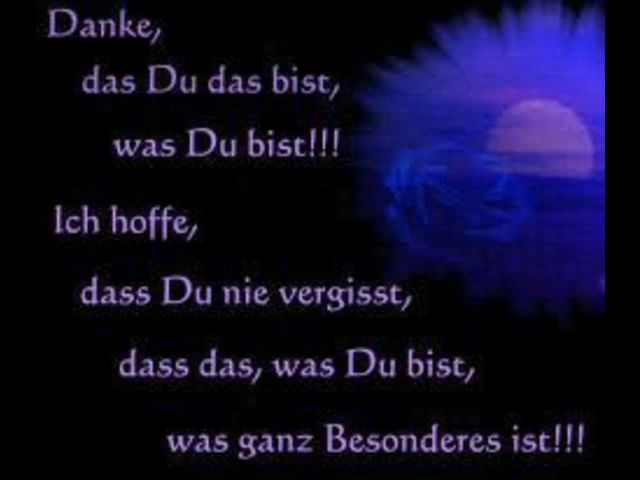 Danke,
das Du das bist,
was Du bist!!!
Ich hoffe,
dass Du nie vergisst,
dass das, was Du bist,
was ganz Besonderes ist!!!